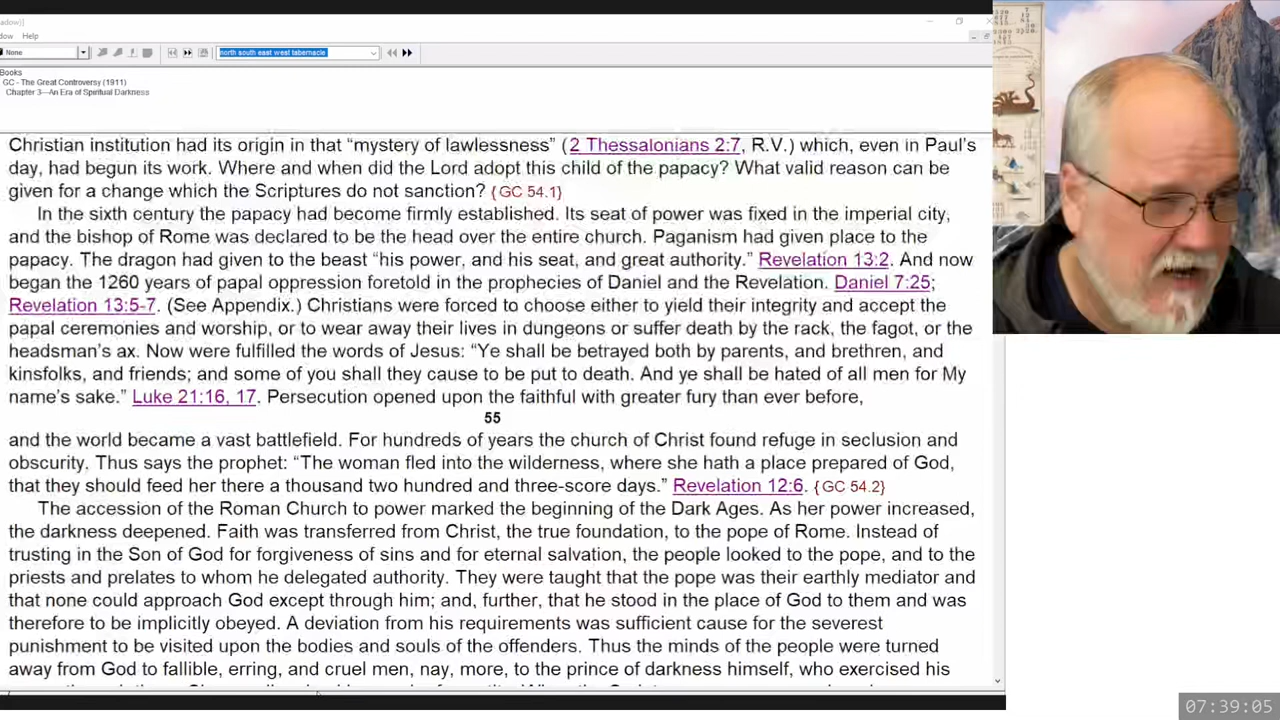 adow)]
dow Help
None
north south east west tabernacle
Books
GC - The Great Controversy (1911)
Chapter 3—An Era of Spiritual Darkness
Christian institution had its origin in that “mystery of lawlessness” (2 Thessalonians 2:7, R.V.) which, even in Paul’s
day, had begun its work. Where and when did the Lord adopt this child of the papacy? What valid reason can be
given for a change which the Scriptures do not sanction? {GC 54.1}
In the sixth century the papacy had become firmly established. Its seat of power was fixed in the imperial city,
and the bishop of Rome was declared to be the head over the entire church. Paganism had given place to the
papacy. The dragon had given to the beast “his power, and his seat, and great authority.” Revelation 13:2. And now
began the 1260 years of papal oppression foretold in the prophecies of Daniel and the Revelation. Daniel 7:25;
Revelation 13:5-7. (See Appendix.) Christians were forced to choose either to yield their integrity and accept the
papal ceremonies and worship, or to wear away their lives in dungeons or suffer death by the rack, the fagot, or the
headsman’s ax. Now were fulfilled the words of Jesus: “Ye shall be betrayed both by parents, and brethren, and
kinsfolks, and friends; and some of you shall they cause to be put to death. And ye shall be hated of all men for My
name’s sake.” Luke 21:16, 17. Persecution opened upon the faithful with greater fury than ever before,
55
and the world became a vast battlefield. For hundreds of years the church of Christ found refuge in seclusion and
obscurity. Thus says the prophet: “The woman fled into the wilderness, where she hath a place prepared of God,
that they should feed her there a thousand two hundred and three-score days.” Revelation 12:6. {GC 54.2}
The accession of the Roman Church to power marked the beginning of the Dark Ages. As her power increased,
the darkness deepened. Faith was transferred from Christ, the true foundation, to the pope of Rome. Instead of
trusting in the Son of God for forgiveness of sins and for eternal salvation, the people looked to the pope, and to the
priests and prelates to whom he delegated authority. They were taught that the pope was their earthly mediator and
that none could approach God except through him; and, further, that he stood in the place of God to them and was
therefore to be implicitly obeyed. A deviation from his requirements was sufficient cause for the severest
punishment to be visited upon the bodies and souls of the offenders. Thus the minds of the people were turned
away from God to fallible, erring, and cruel men, nay, more, to the prince of darkness himself, who exercised his
07:39:05